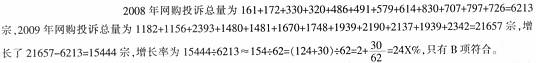 2008 年网购投诉总量为 161+172+330+320+486+491+579+614+830+707+797+726=6213
宗,2009 年网购投诉总量为 1182+1156+2393+1480+1481+1670+1748+1939+2190+2137+1939+2342=21657 宗,增
长了 21657-6213=15444 宗,增长率为 15444÷6213≈154÷62=(124+30)÷62=2+30/62=24X%,只有 B 项符合。